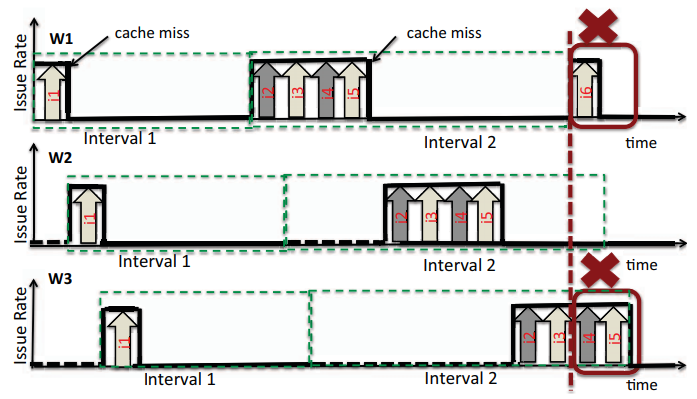 W1
cache miss
cache miss
Issue Rate
i1
i2
i3
i4
i5
i6
Interval 1
Interval 2
time
W2
Issue Rate
i1
i2
i3
i4
i5
Interval 1
Interval 2
time
W3
Issue Rate
i1
i2
i3
i4
i5
Interval 1
Interval 2
time